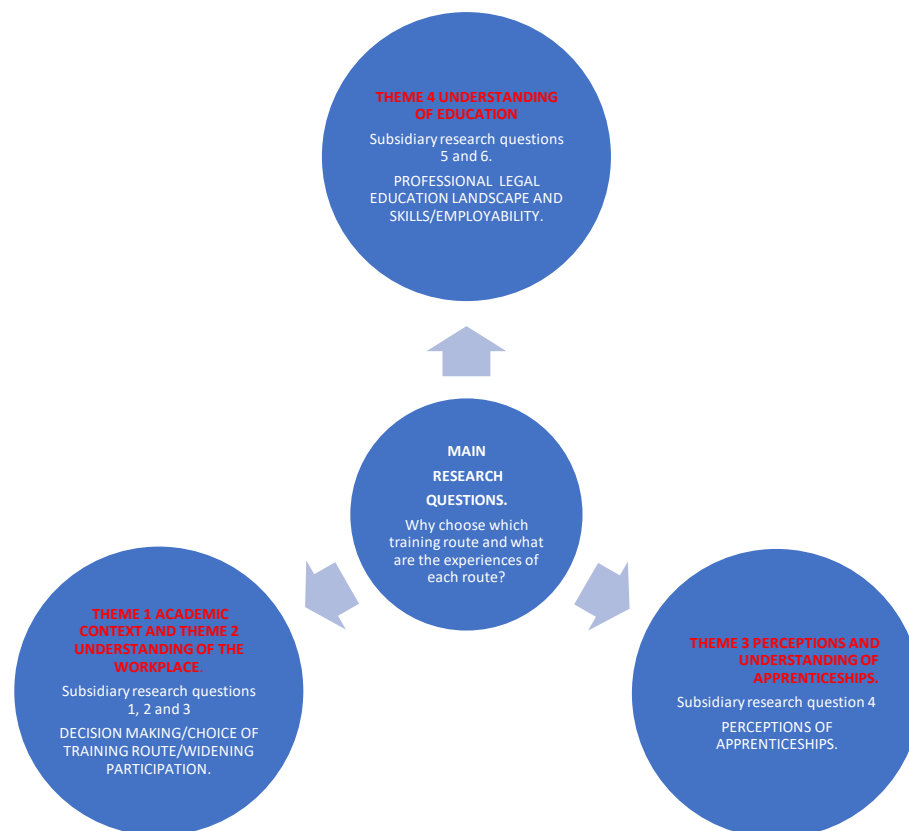 THEME 4 UNDERSTANDING
OF EDUCATION
Subsidiary research questions
5 and 6.
PROFESSIONAL LEGAL
EDUCATION LANDSCAPE AND
SKILLS/EMPLOYABILITY.
MAIN
RESEARCH
QUESTIONS.
Why choose which
training route and what
are the experiences of
each route?
THEME 1 ACADEMIC
CONTEXT AND THEME 2
UNDERSTANDING OF THE
WORKPLACE.
Subsidiary research questions
1, 2 and 3
DECISION MAKING/CHOICE OF
TRAINING ROUTE/WIDENING
PARTICIPATION.
THEME 3 PERCEPTIONS AND
UNDERSTANDING OF
APPRENTICESHIPS.
Subsidiary research question 4
PERCEPTIONS OF
APPRENTICESHIPS.